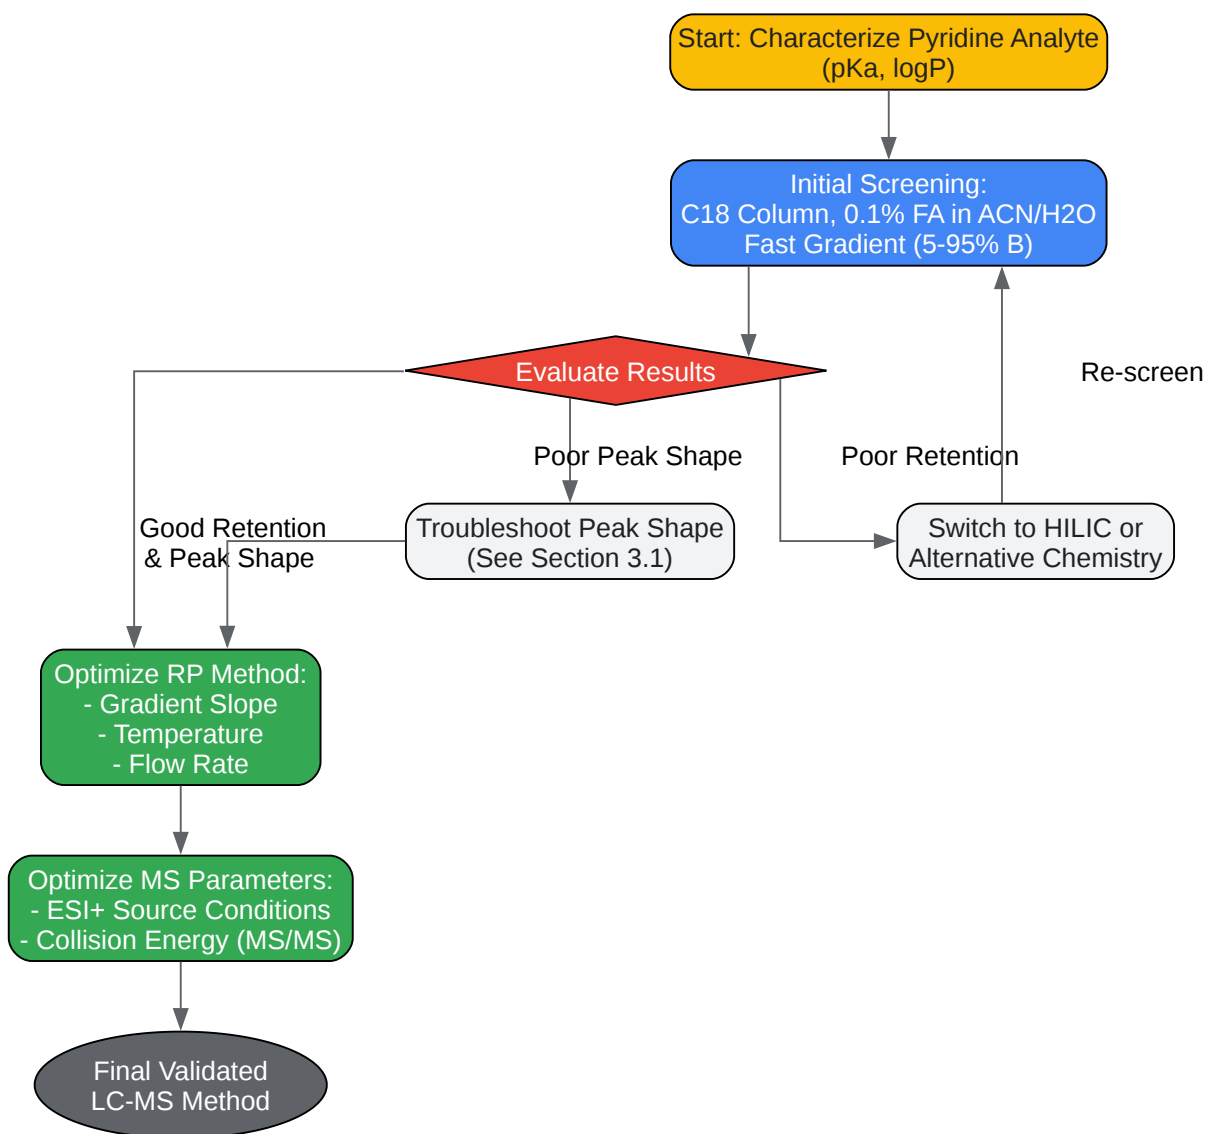 Start: Characterize Pyridine Analyte
(pKa, logP)
Initial Screening:
C18 Column, 0.1% FA in ACN/H2O
Fast Gradient (5-95% B)
Evaluate Results
Re-screen
Poor Peak Shape
Poor Retention
Good Retention
& Peak Shape
Troubleshoot Peak Shape
(See Section 3.1)
Switch to HILIC or
Alternative Chemistry
Optimize RP Method:
- Gradient Slope
- Temperature
- Flow Rate
Optimize MS Parameters:
- ESI+ Source Conditions
- Collision Energy (MS/MS)
Final Validated
LC-MS Method